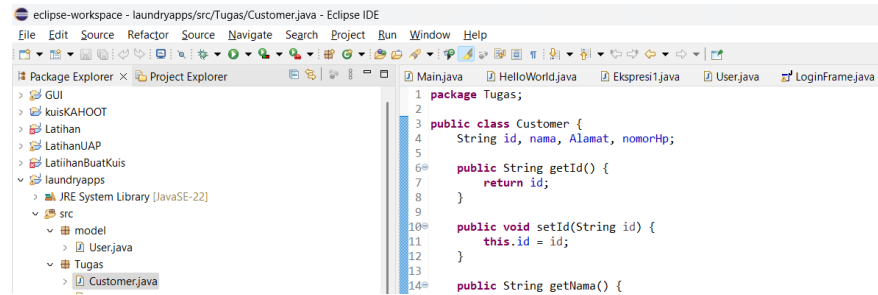 eclipse-workspace - laundryapps/src/Tugas/Customer.java - Eclipse IDE
File Edit Source Refactor Source Navigate Search Project Run Window Help
Package Explorer Project Explorer
GUI
kuisKAHOOT
Latihan
LatihanUAP
LatiihanBuatKuis
laundryapps
JRE System Library [JavaSE-22]
src
model
User.java
Tugas
Customer.java
Main.java HelloWorld.java Ekspresi1.java User.java LoginFrame.java
1 package Tugas;
2
3 public class Customer {
4 String id, nama, Alamat, nomorHp;
5
6 public String getId() {
7 return id;
8 }
9
10 public void setId(String id) {
11 this.id = id;
12 }
13
14 public String getNama() {